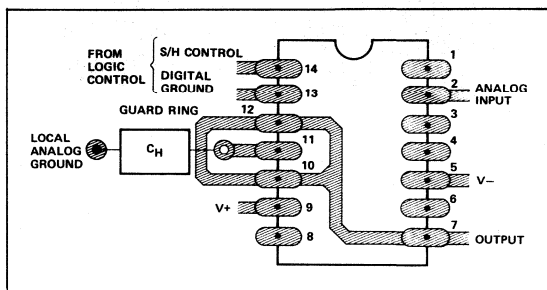 FROM
LOGIC
CONTROL
S/H CONTROL
DIGITAL
GROUND
14
13
GUARD RING
12
LOCAL
ANALOG
GROUND
CH
11
10
V+
9
8
1
2
ANALOG
INPUT
3
4
5
V−
6
7
OUTPUT